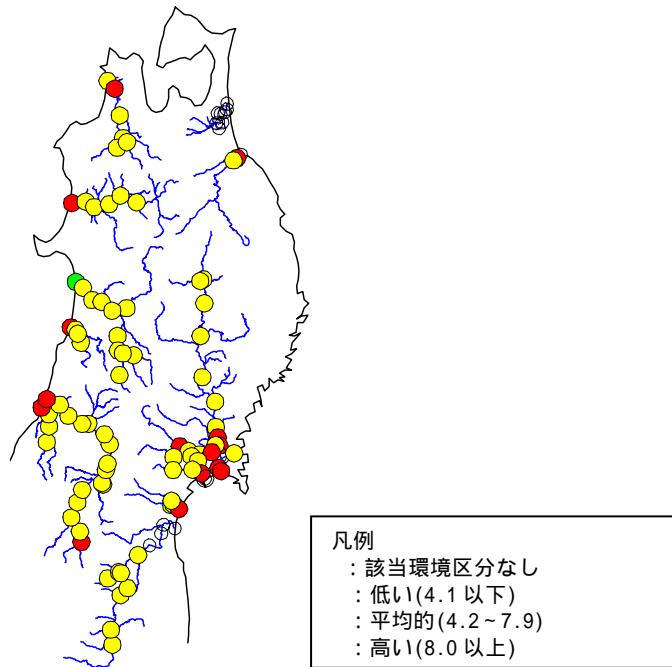 凡例
：該当環境区分なし
：低い(4.1 以下)
：平均的(4.2~7.9)
：高い(8.0 以上)